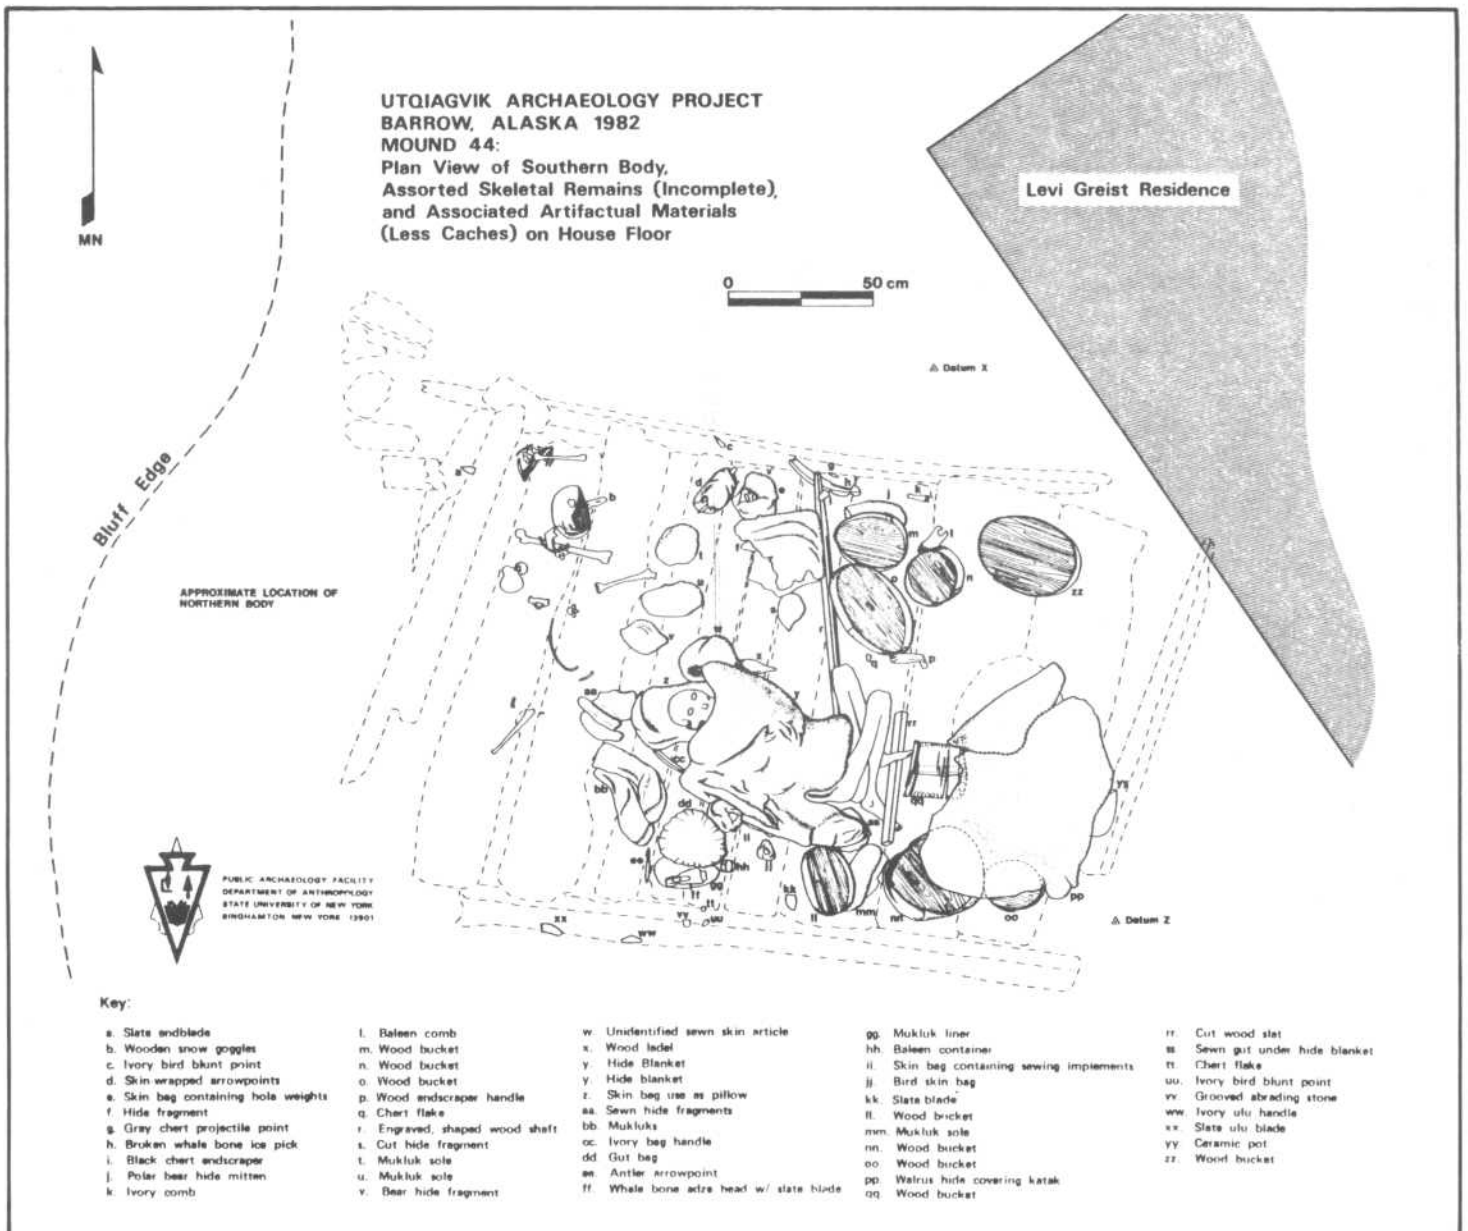 UTQIAGVIK ARCHAEOLOGY PROJECT
BARROW, ALASKA 1982
MOUND 44:
Plan View of Southern Body,
Assorted Skeletal Remains (Incomplete),
and Associated Artifactual Materials
(Less Caches) on House Floor
MN
Levi Greist Residence
0 50 cm
Datum X
Bluff Edge
APPROXIMATE LOCATION OF
NORTHERN BODY
Datum Z
PUBLIC ARCHAEOLOGY FACILITY
DEPARTMENT OF ANTHROPOLOGY
STATE UNIVERSITY OF NEW YORK
BINGHAMTON NEW YORK 13901
Key:
a. Slate endblade
b. Wooden snow goggles
c. Ivory bird blunt point
d. Skin-wrapped arrowpoints
e. Skin bag containing bola weights
f. Hide fragment
g. Gray chert projectile point
h. Broken whale bone ice pick
i. Black chert endscraper
j. Polar bear hide mitten
k. Ivory comb
l. Baleen comb
m. Wood bucket
n. Wood bucket
o. Wood bucket
p. Wood endscraper handle
q. Chert flake
r. Engraved, shaped wood shaft
s. Cut hide fragment
t. Mukluk sole
u. Mukluk sole
v. Bear hide fragment
w. Unidentified sewn skin article
x. Wood ladel
y. Hide Blanket
y. Hide blanket
z. Skin bag use as pillow
aa. Sewn hide fragments
bb. Mukluks
cc. Ivory bag handle
dd. Gut bag
ee. Antler arrowpoint
ff. Whale bone adze head w/ slate blade
gg. Mukluk liner
hh. Baleen container
ii. Skin bag containing sewing implements
jj. Bird skin bag
kk. Slate blade
ll. Wood bucket
mm. Mukluk sole
nn. Wood bucket
oo. Wood bucket
pp. Walrus hide covering katak
qq. Wood bucket
rr. Cut wood slat
ss. Sewn gut under hide blanket
tt. Chert flake
uu. Ivory bird blunt point
vv. Grooved abrading stone
ww. Ivory ulu handle
xx. Slate ulu blade
yy. Ceramic pot
zz. Wood bucket